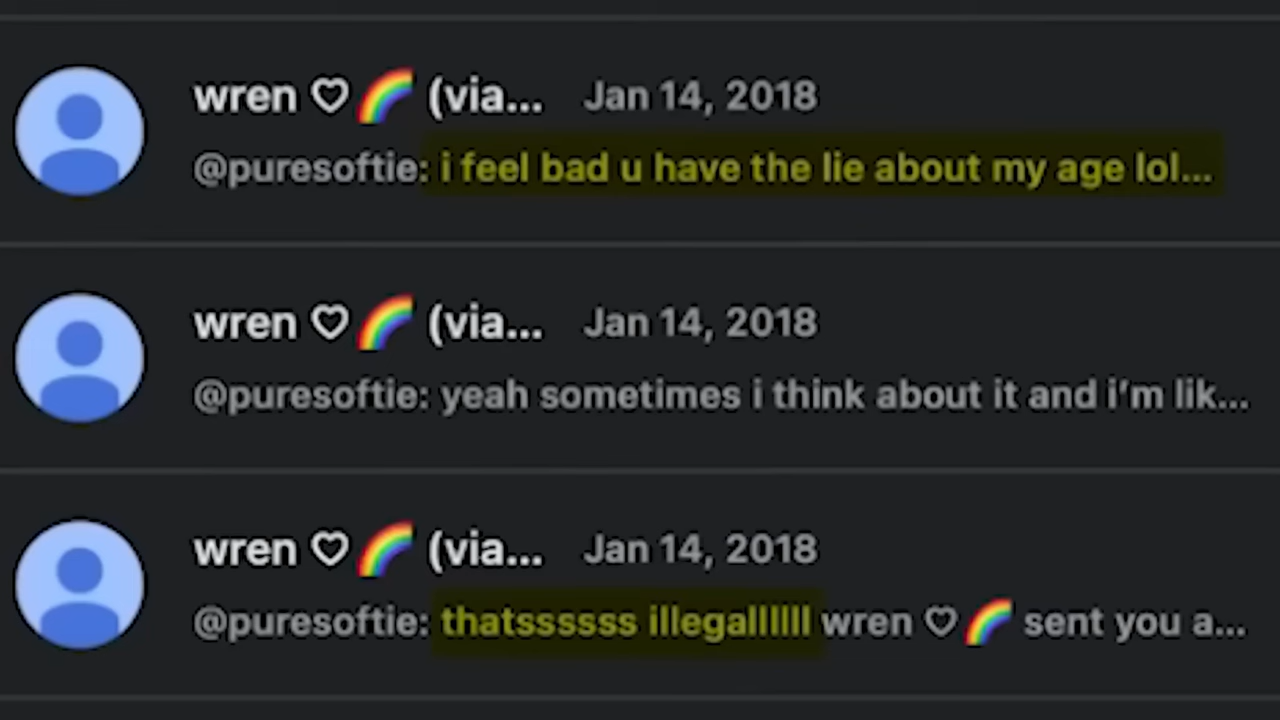 wren ♡🌈 (via... Jan 14, 2018
@puresoftie: i feel bad u have the lie about my age lol...
wren ♡🌈 (via... Jan 14, 2018
@puresoftie: yeah sometimes i think about it and i’m lik...
wren ♡🌈 (via... Jan 14, 2018
@puresoftie: thatssssss illegallllll wren ♡🌈 sent you a...